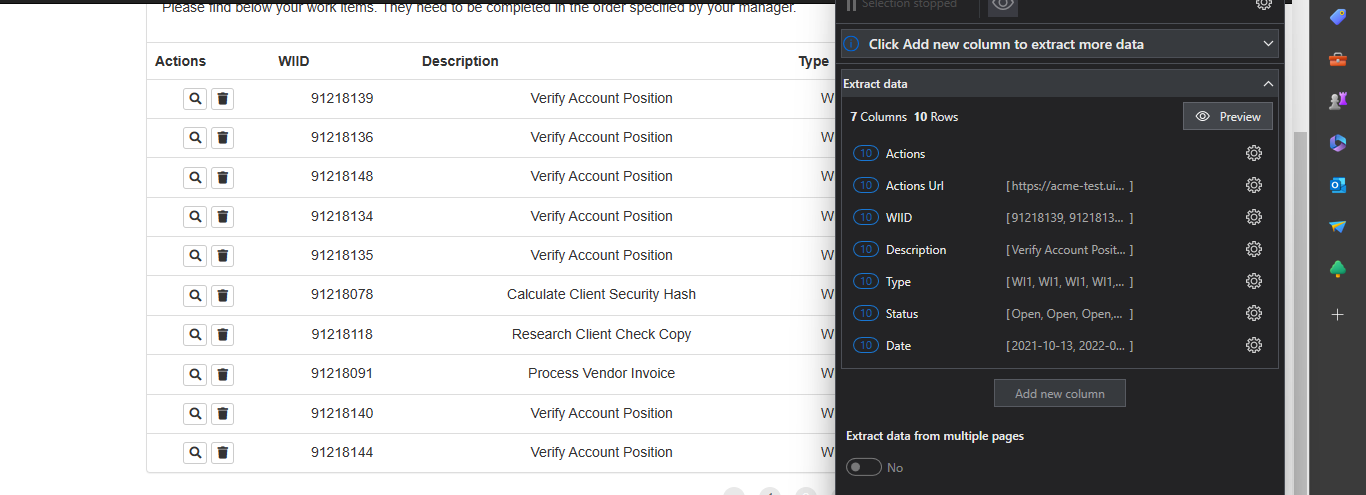 Please find below your work items. They need to be completed in the order specified by your manager.
Actions WIID Description Type
91218139 Verify Account Position W
91218136 Verify Account Position W
91218148 Verify Account Position W
91218134 Verify Account Position W
91218135 Verify Account Position W
91218078 Calculate Client Security Hash W
91218118 Research Client Check Copy W
91218091 Process Vendor Invoice W
91218140 Verify Account Position W
91218144 Verify Account Position W
Selection stopped
Click Add new column to extract more data
Extract data
7 Columns 10 Rows Preview
10 Actions
10 Actions Url [ https://acme-test.ui... ]
10 WIID [ 91218139, 9121813... ]
10 Description [ Verify Account Posit... ]
10 Type [ WI1, WI1, WI1, WI1,... ]
10 Status [ Open, Open, Open,... ]
10 Date [ 2021-10-13, 2022-0... ]
Add new column
Extract data from multiple pages
No